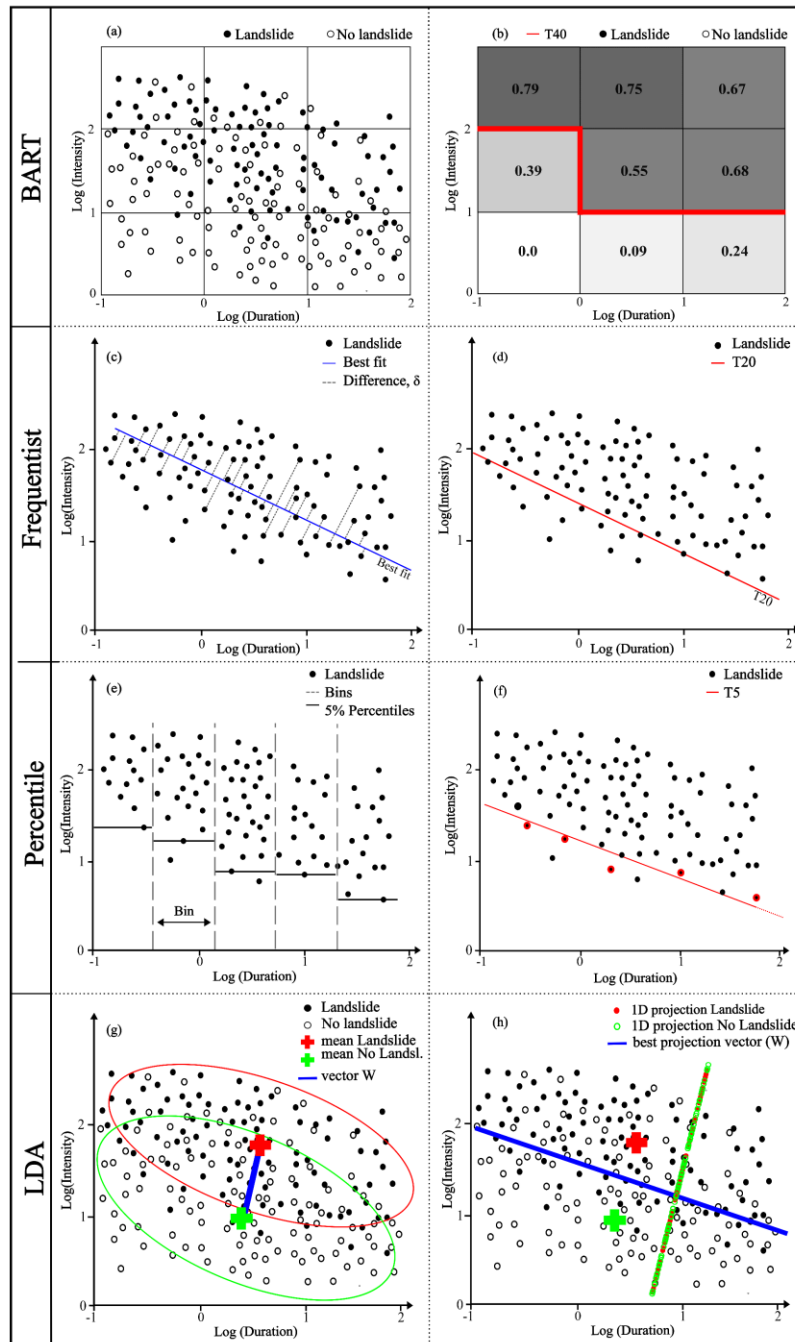 BART
(a)
Landslide
No landslide
Log (Intensity)
2
1
0
-1
0
1
2
Log (Duration)
(b)
T40
Landslide
No landslide
0.79
0.75
0.67
0.39
0.55
0.68
0.0
0.09
0.24
Log (Intensity)
2
1
0
-1
0
1
2
Log (Duration)
Frequentist
(c)
Landslide
Best fit
Difference, δ
Best fit
Log(Intensity)
2
1
0
-1
0
1
2
Log (Duration)
(d)
Landslide
T20
T20
Log(Intensity)
2
1
0
-1
0
1
2
Log (Duration)
Percentile
(e)
Landslide
Bins
5% Percentiles
Bin
Log(Intensity)
2
1
0
-1
0
1
2
Log (Duration)
(f)
Landslide
T5
Log(Intensity)
2
1
0
-1
0
1
2
Log (Duration)
LDA
(g)
Landslide
No landslide
mean Landslide
mean No Landsl.
vector W
Log(Intensity)
2
1
0
-1
0
1
2
Log (Duration)
(h)
1D projection Landslide
1D projection No Landslide
best projection vector (W)
Log(Intensity)
2
1
0
-1
0
1
2
Log (Duration)